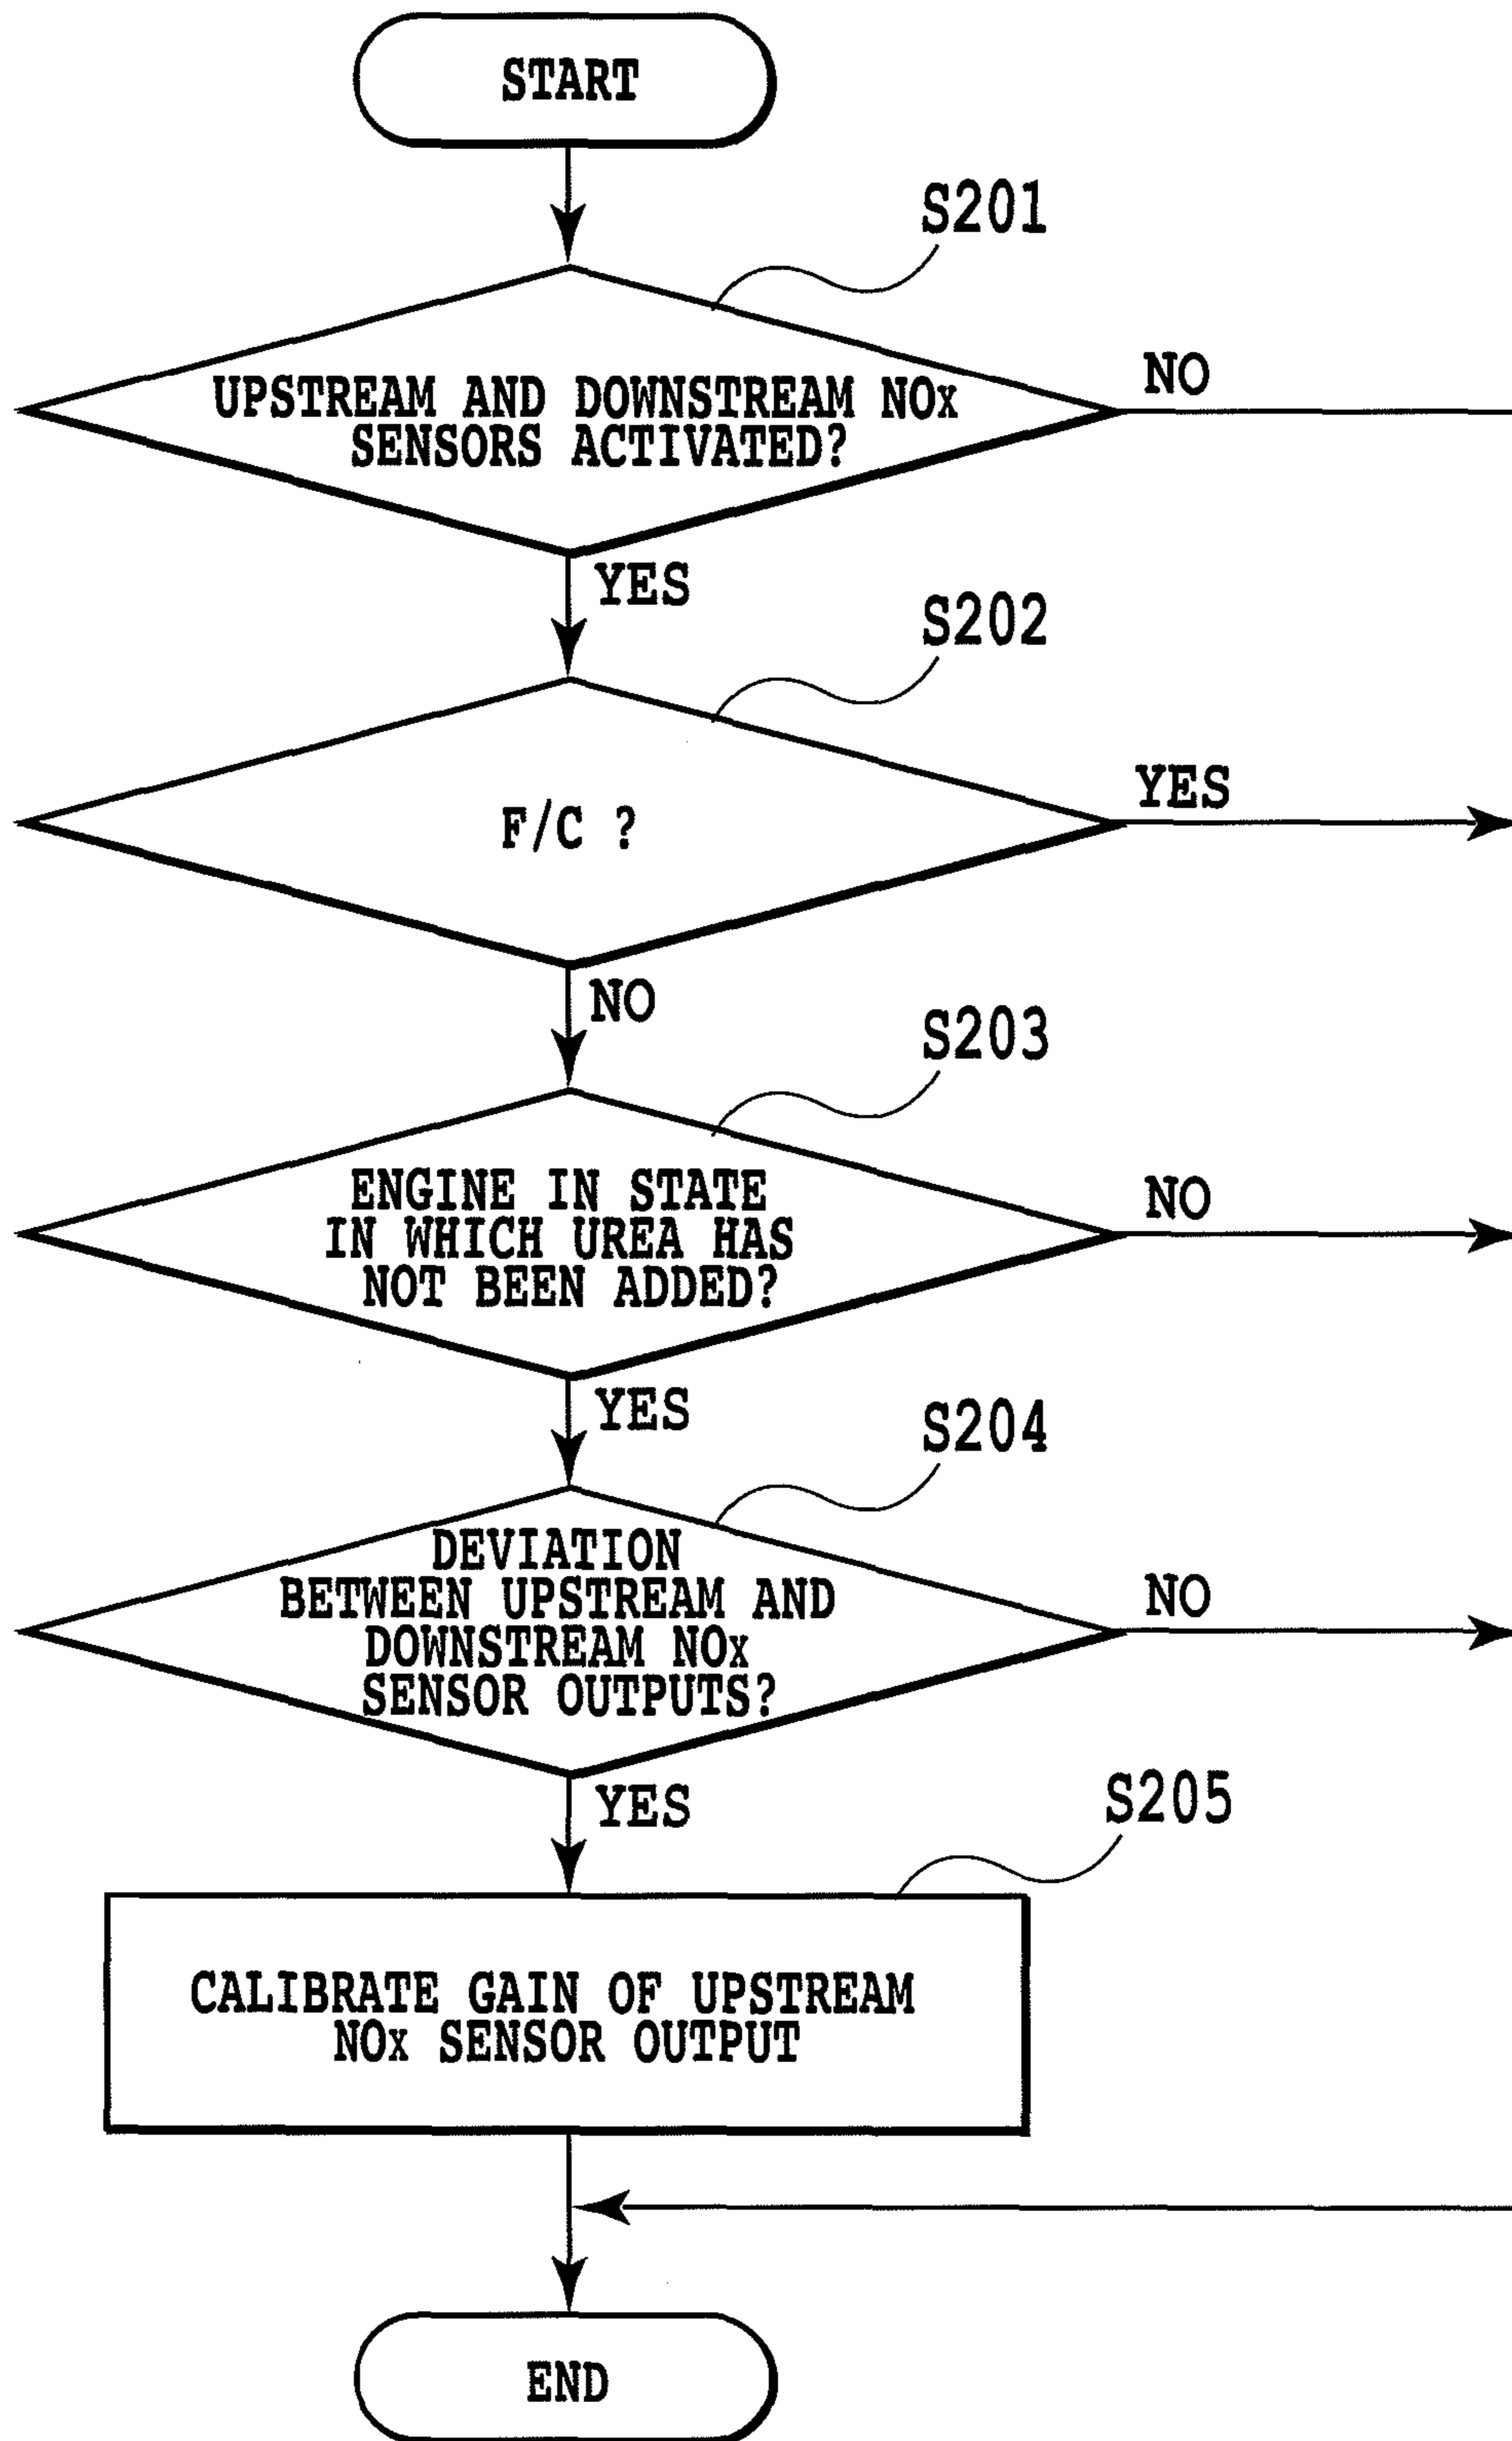 START
S201
UPSTREAM AND DOWNSTREAM NOx
SENSORS ACTIVATED?
NO
YES
S202
F/C ?
YES
NO
S203
ENGINE IN STATE
IN WHICH UREA HAS
NOT BEEN ADDED?
NO
YES
S204
DEVIATION
BETWEEN UPSTREAM AND
DOWNSTREAM NOx
SENSOR OUTPUTS?
NO
YES
S205
CALIBRATE GAIN OF UPSTREAM
NOx SENSOR OUTPUT
END